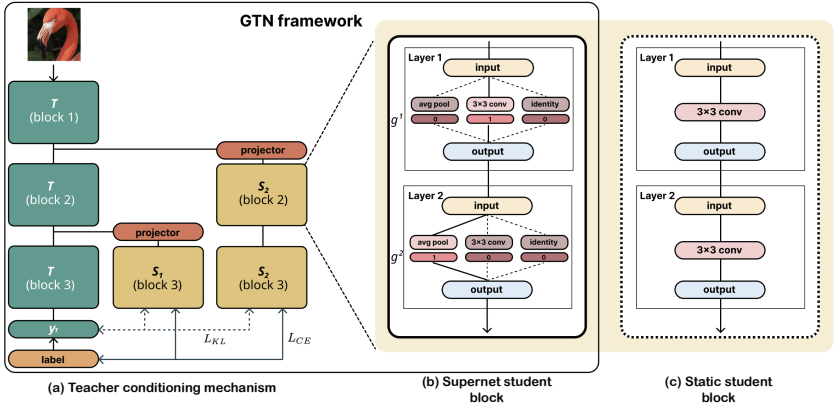 GTN framework
T
(block 1)
projector
T
(block 2)
S₂
(block 2)
projector
T
(block 3)
S₁
(block 3)
S₂
(block 3)
yT
L_KL
L_CE
label
(a) Teacher conditioning mechanism
Layer 1
input
avg pool 3×3 conv identity
g¹
0 1 0
output
Layer 2
input
avg pool 3×3 conv identity
g²
1 0 0
output
(b) Supernet student
block
Layer 1
input
3×3 conv
output
Layer 2
input
3×3 conv
output
(c) Static student
block